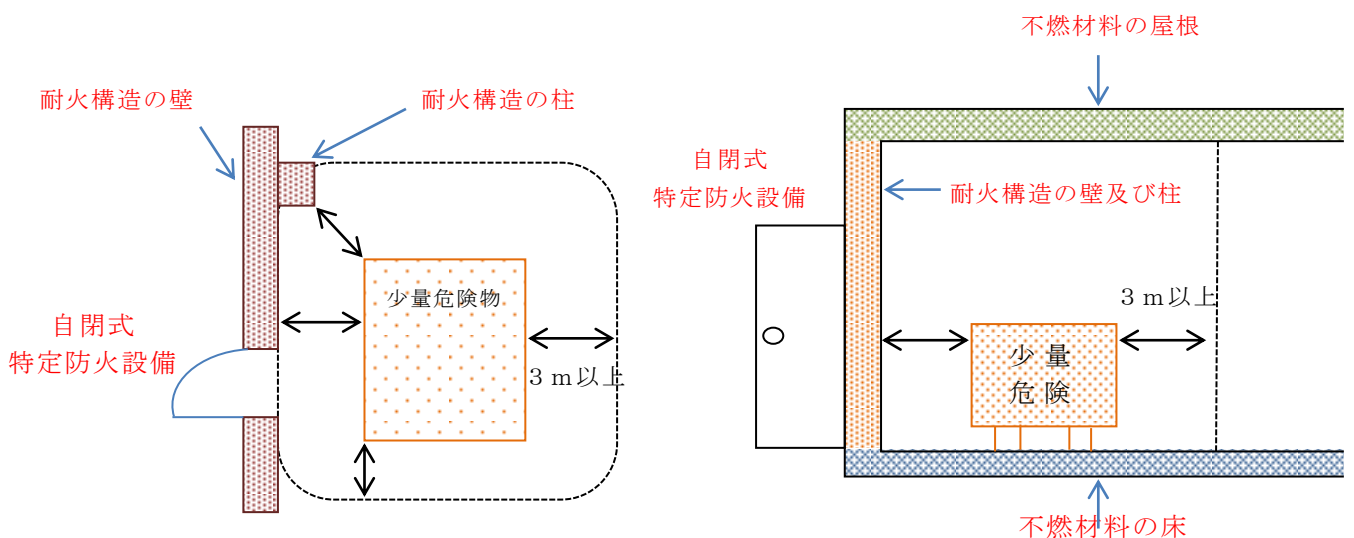 耐火構造の壁
耐火構造の柱
自閉式
特定防火設備
少量危険物
3m以上
不燃材料の屋根
自閉式
特定防火設備
耐火構造の壁及び柱
3m以上
少量
危険
不燃材料の床